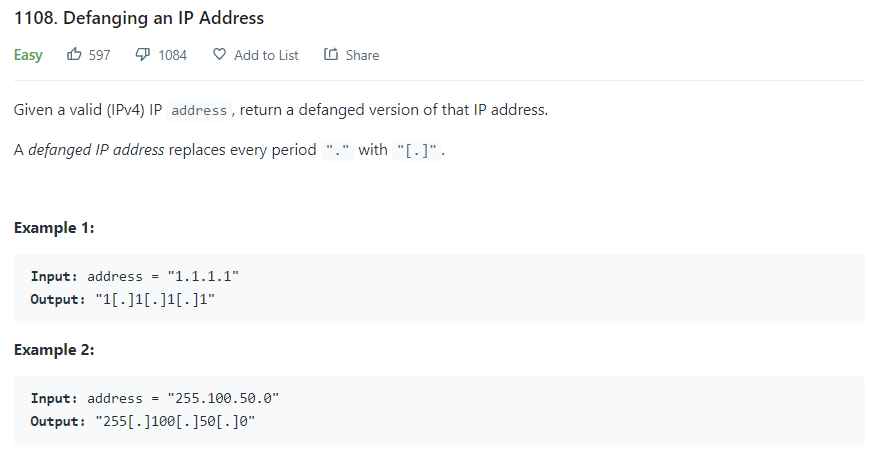 1108. Defanging an IP Address
Easy 597 1084 Add to List Share
Given a valid (IPv4) IP address, return a defanged version of that IP address.
A defanged IP address replaces every period "." with "[.]".
Example 1:
Input: address = "1.1.1.1"
Output: "1[.]1[.]1[.]1"
Example 2:
Input: address = "255.100.50.0"
Output: "255[.]100[.]50[.]0"